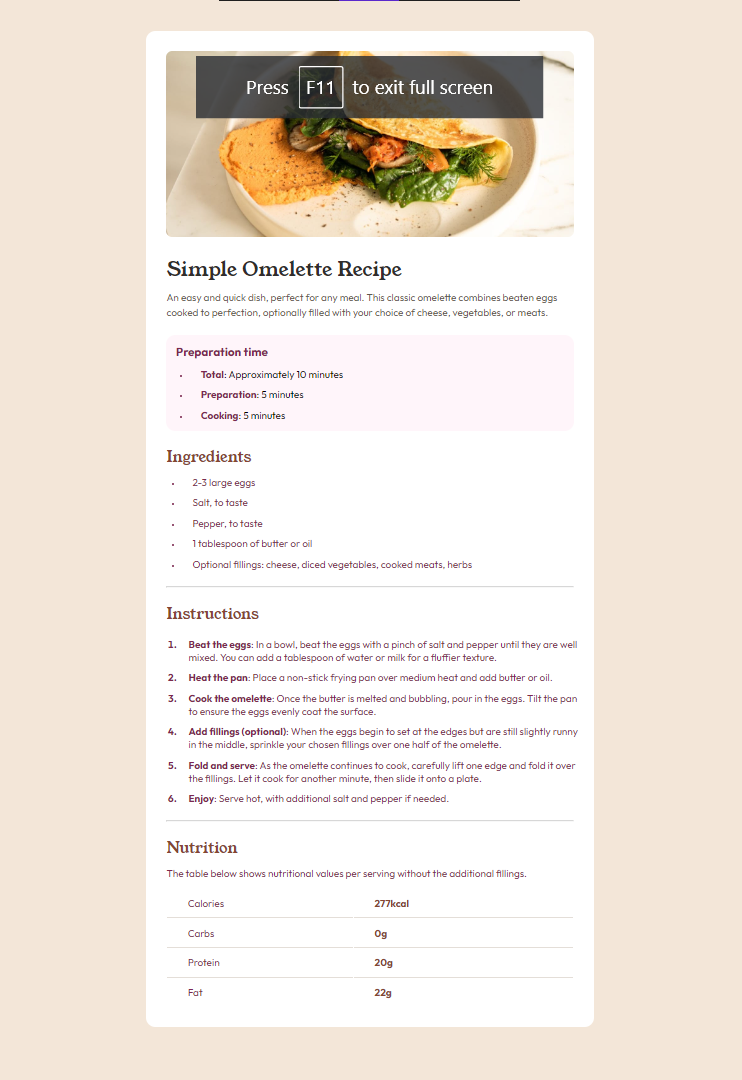 Press F11 to exit full screen
Simple Omelette Recipe
An easy and quick dish, perfect for any meal. This classic omelette combines beaten eggs
cooked to perfection, optionally filled with your choice of cheese, vegetables, or meats.
Preparation time
• Total: Approximately 10 minutes
• Preparation: 5 minutes
• Cooking: 5 minutes
Ingredients
• 2-3 large eggs
• Salt, to taste
• Pepper, to taste
• 1 tablespoon of butter or oil
• Optional fillings: cheese, diced vegetables, cooked meats, herbs
Instructions
1. Beat the eggs: In a bowl, beat the eggs with a pinch of salt and pepper until they are well
mixed. You can add a tablespoon of water or milk for a fluffier texture.
2. Heat the pan: Place a non-stick frying pan over medium heat and add butter or oil.
3. Cook the omelette: Once the butter is melted and bubbling, pour in the eggs. Tilt the pan
to ensure the eggs evenly coat the surface.
4. Add fillings (optional): When the eggs begin to set at the edges but are still slightly runny
in the middle, sprinkle your chosen fillings over one half of the omelette.
5. Fold and serve: As the omelette continues to cook, carefully lift one edge and fold it over
the fillings. Let it cook for another minute, then slide it onto a plate.
6. Enjoy: Serve hot, with additional salt and pepper if needed.
Nutrition
The table below shows nutritional values per serving without the additional fillings.
Calories 277kcal
Carbs 0g
Protein 20g
Fat 22g